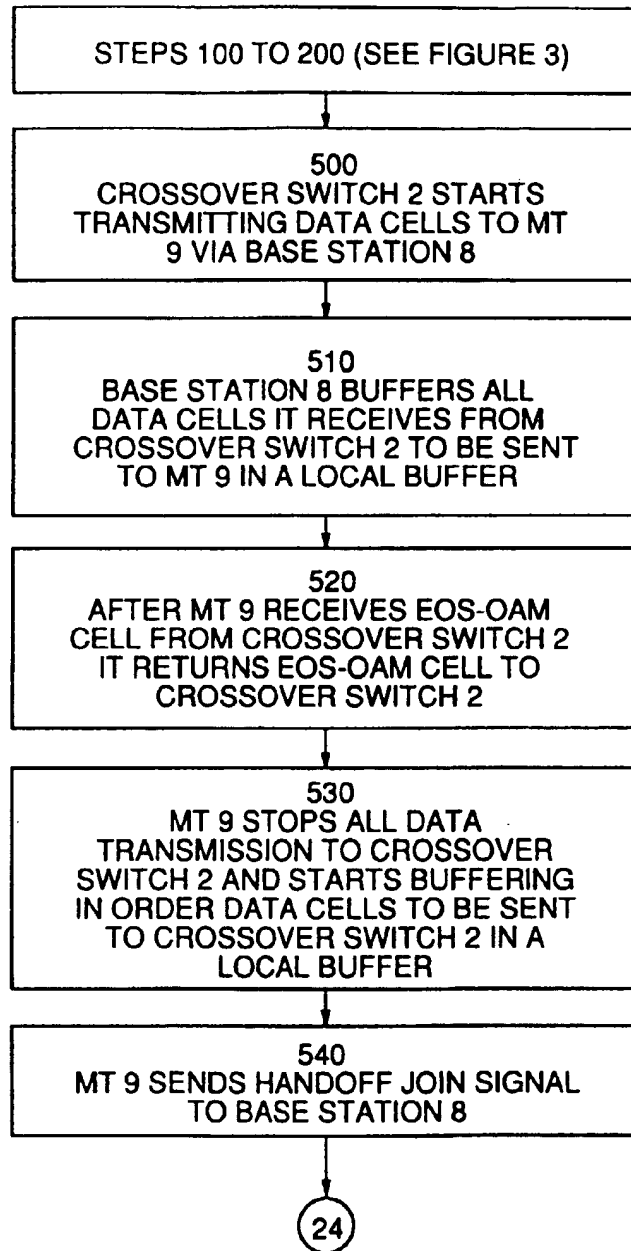 STEPS 100 TO 200 (SEE FIGURE 3)
500
CROSSOVER SWITCH 2 STARTS
TRANSMITTING DATA CELLS TO MT
9 VIA BASE STATION 8
510
BASE STATION 8 BUFFERS ALL
DATA CELLS IT RECEIVES FROM
CROSSOVER SWITCH 2 TO BE SENT
TO MT 9 IN A LOCAL BUFFER
520
AFTER MT 9 RECEIVES EOS-OAM
CELL FROM CROSSOVER SWITCH 2
IT RETURNS EOS-OAM CELL TO
CROSSOVER SWITCH 2
530
MT 9 STOPS ALL DATA
TRANSMISSION TO CROSSOVER
SWITCH 2 AND STARTS BUFFERING
IN ORDER DATA CELLS TO BE SENT
TO CROSSOVER SWITCH 2 IN A
LOCAL BUFFER
540
MT 9 SENDS HANDOFF JOIN SIGNAL
TO BASE STATION 8
24